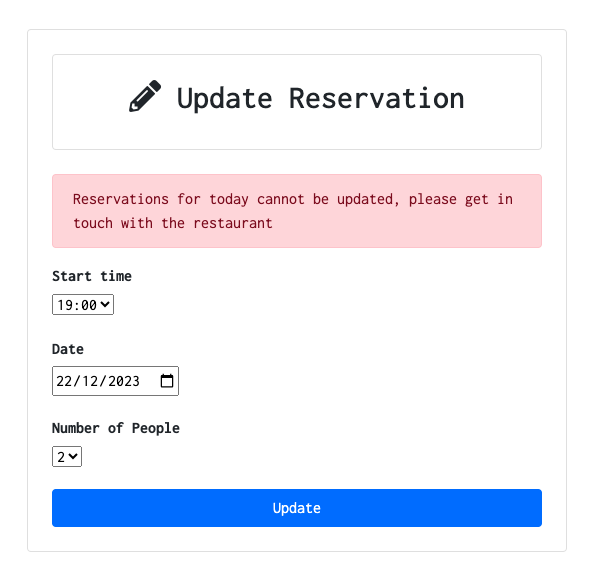 Update Reservation
Reservations for today cannot be updated, please get in
touch with the restaurant
Start time
19:00
Date
22/12/2023
Number of People
2
Update